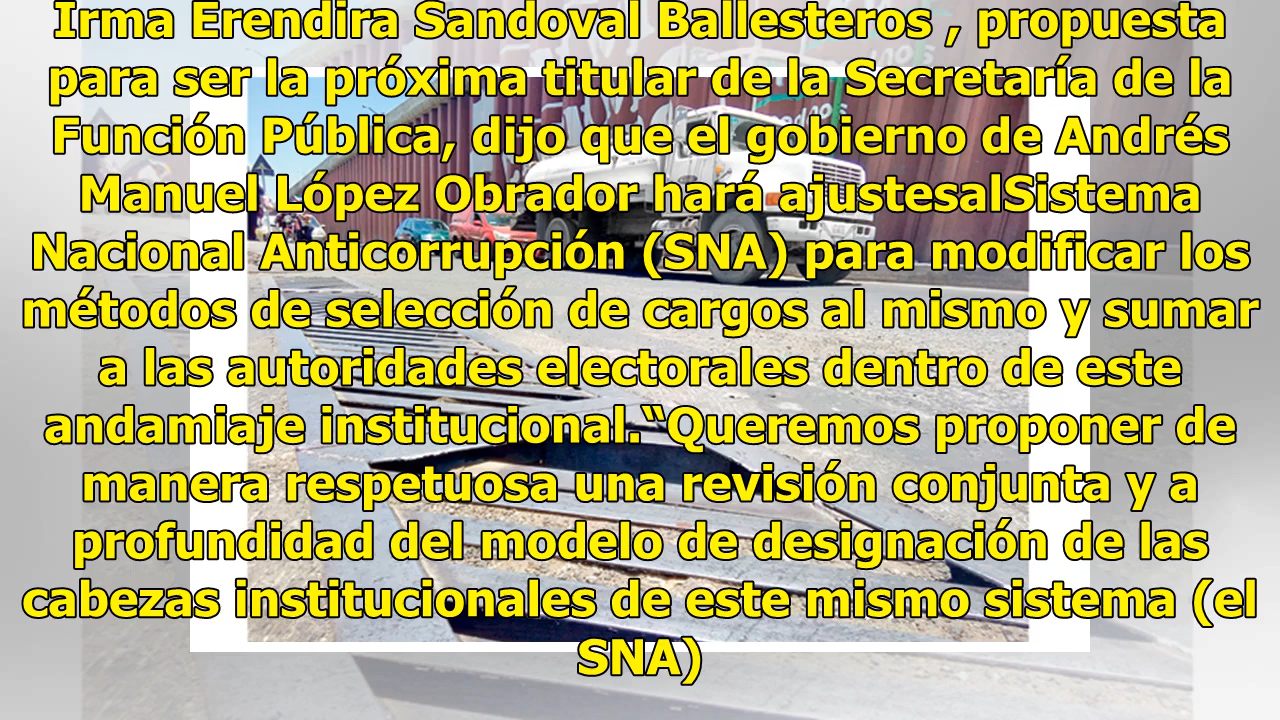 Irma Erendira Sandoval Ballesteros , propuesta
para ser la próxima titular de la Secretaría de la
Función Pública, dijo que el gobierno de Andrés
Manuel López Obrador hará ajustesalSistema
Nacional Anticorrupción (SNA) para modificar los
métodos de selección de cargos al mismo y sumar
a las autoridades electorales dentro de este
andamiaje institucional.“Queremos proponer de
manera respetuosa una revisión conjunta y a
profundidad del modelo de designación de las
cabezas institucionales de este mismo sistema (el
SNA)